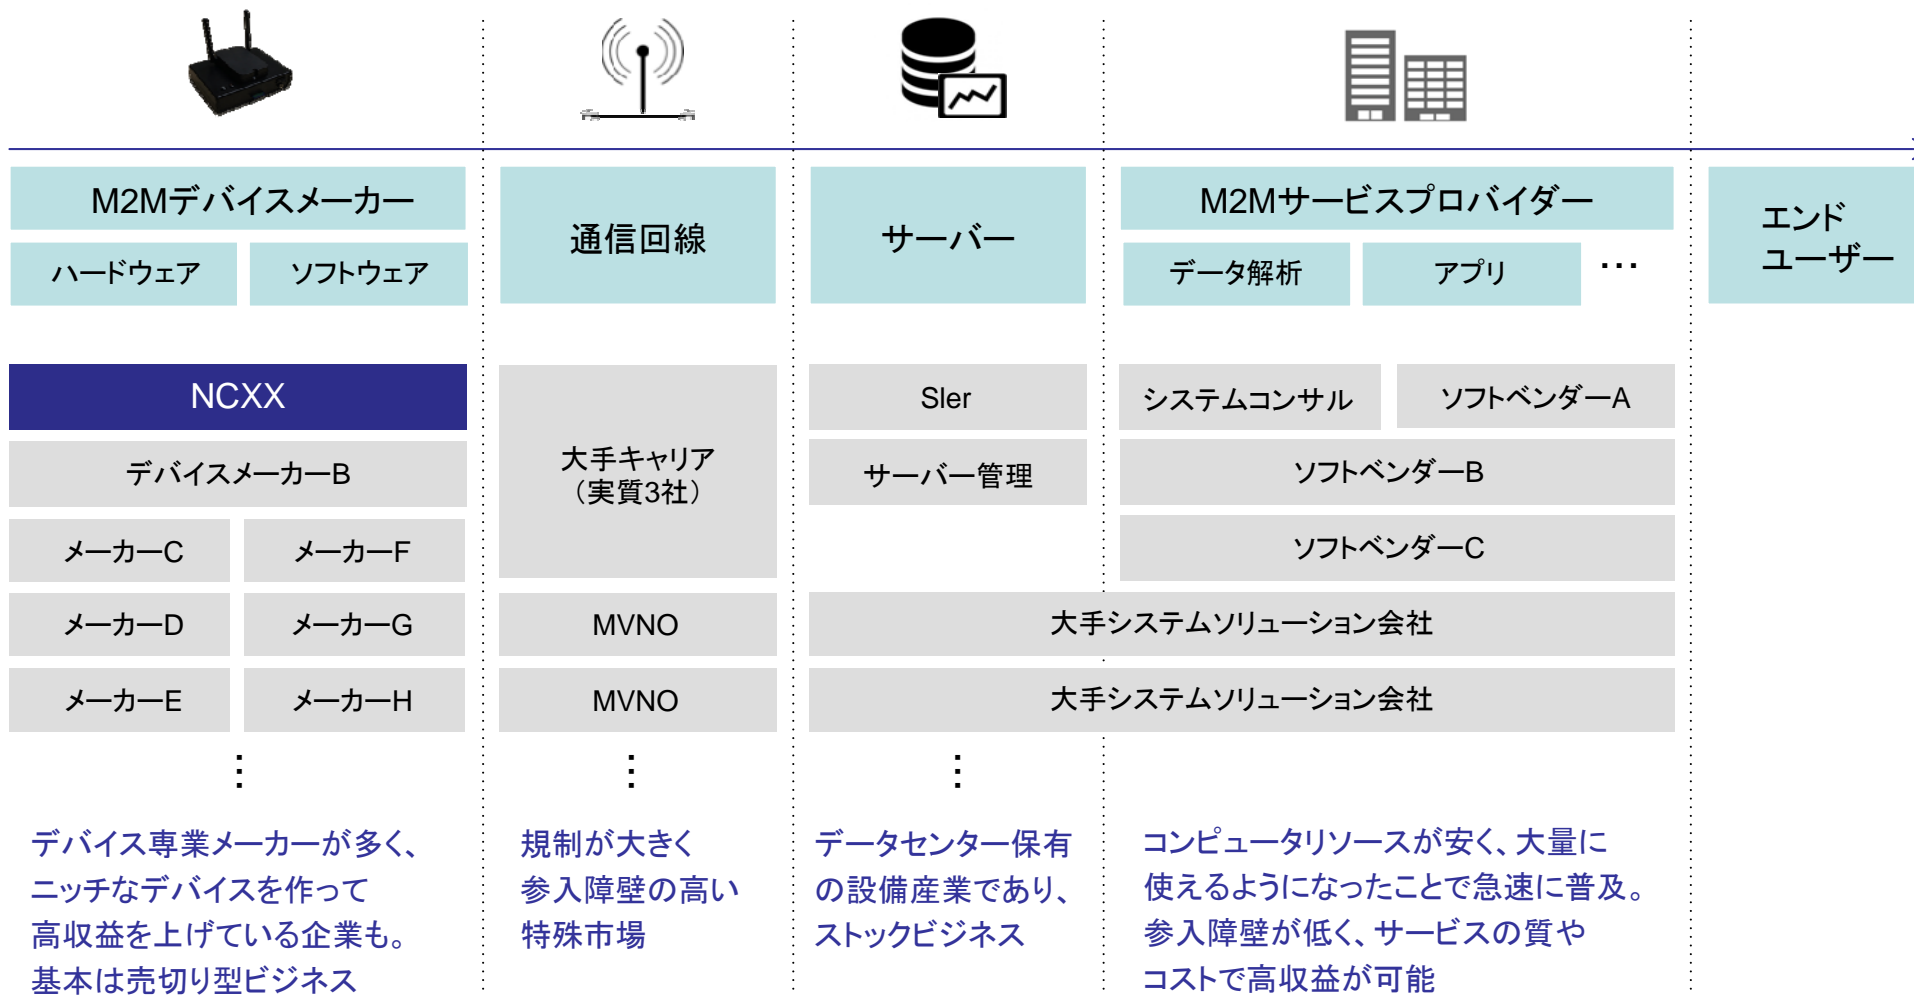 M2Mデバイスメーカー
ハードウェア
ソフトウェア
通信回線
サーバー
M2Mサービスプロバイダー
データ解析
アプリ
…
エンド
ユーザー
NCXX
デバイスメーカーB
メーカーC
メーカーF
メーカーD
メーカーG
メーカーE
メーカーH
⋮
大手キャリア
（実質3社）
MVNO
MVNO
⋮
SIer
サーバー管理
システムコンサル
ソフトベンダーA
ソフトベンダーB
ソフトベンダーC
大手システムソリューション会社
大手システムソリューション会社
⋮
デバイス専業メーカーが多く、
ニッチなデバイスを作って
高収益を上げている企業も。
基本は売切り型ビジネス
規制が大きく
参入障壁の高い
特殊市場
データセンター保有
の設備産業であり、
ストックビジネス
コンピュータリソースが安く、大量に
使えるようになったことで急速に普及。
参入障壁が低く、サービスの質や
コストで高収益が可能